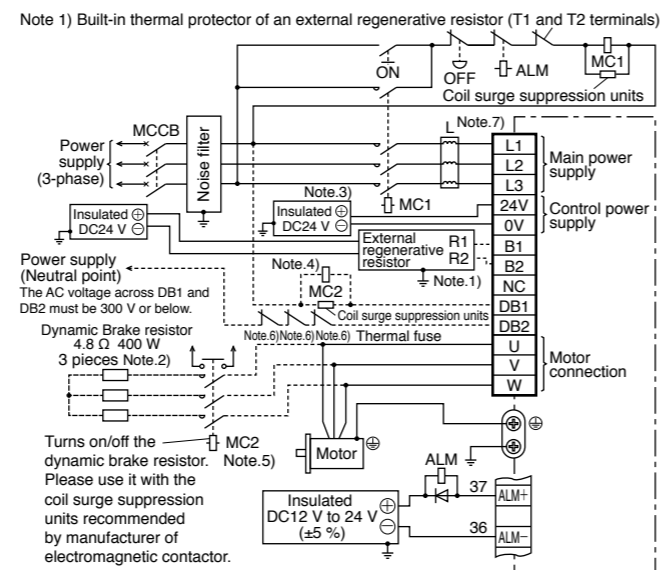 Note 1) Built-in thermal protector of an external regenerative resistor (T1 and T2 terminals)
ON
OFF
ALM
MC1
Coil surge suppression units
MCCB
Power
supply
(3-phase)
Noise filter
L
Note.7)
L1
L2
L3
Main power
supply
MC1
Note.3)
Insulated ⊕
DC24 V ⊖
Insulated ⊕
DC24 V ⊖
24V
0V
Control power
supply
External
regenerative
resistor
R1
R2
Note.1)
B1
B2
NC
DB1
DB2
Power supply
(Neutral point)
The AC voltage across DB1 and
DB2 must be 300 V or below.
Note.4)
MC2
Coil surge suppression units
Note.6)Note.6)Note.6) Thermal fuse
Dynamic Brake resistor
4.8 Ω 400 W
3 pieces Note.2)
U
V
W
Motor
connection
Turns on/off the
dynamic brake resistor.
Please use it with the
coil surge suppression
units recommended
by manufacturer of
electromagnetic contactor.
MC2
Note.5)
Motor
ALM
Insulated
DC12 V to 24 V
(±5 %)
⊕
⊖
37
ALM+
36
ALM−